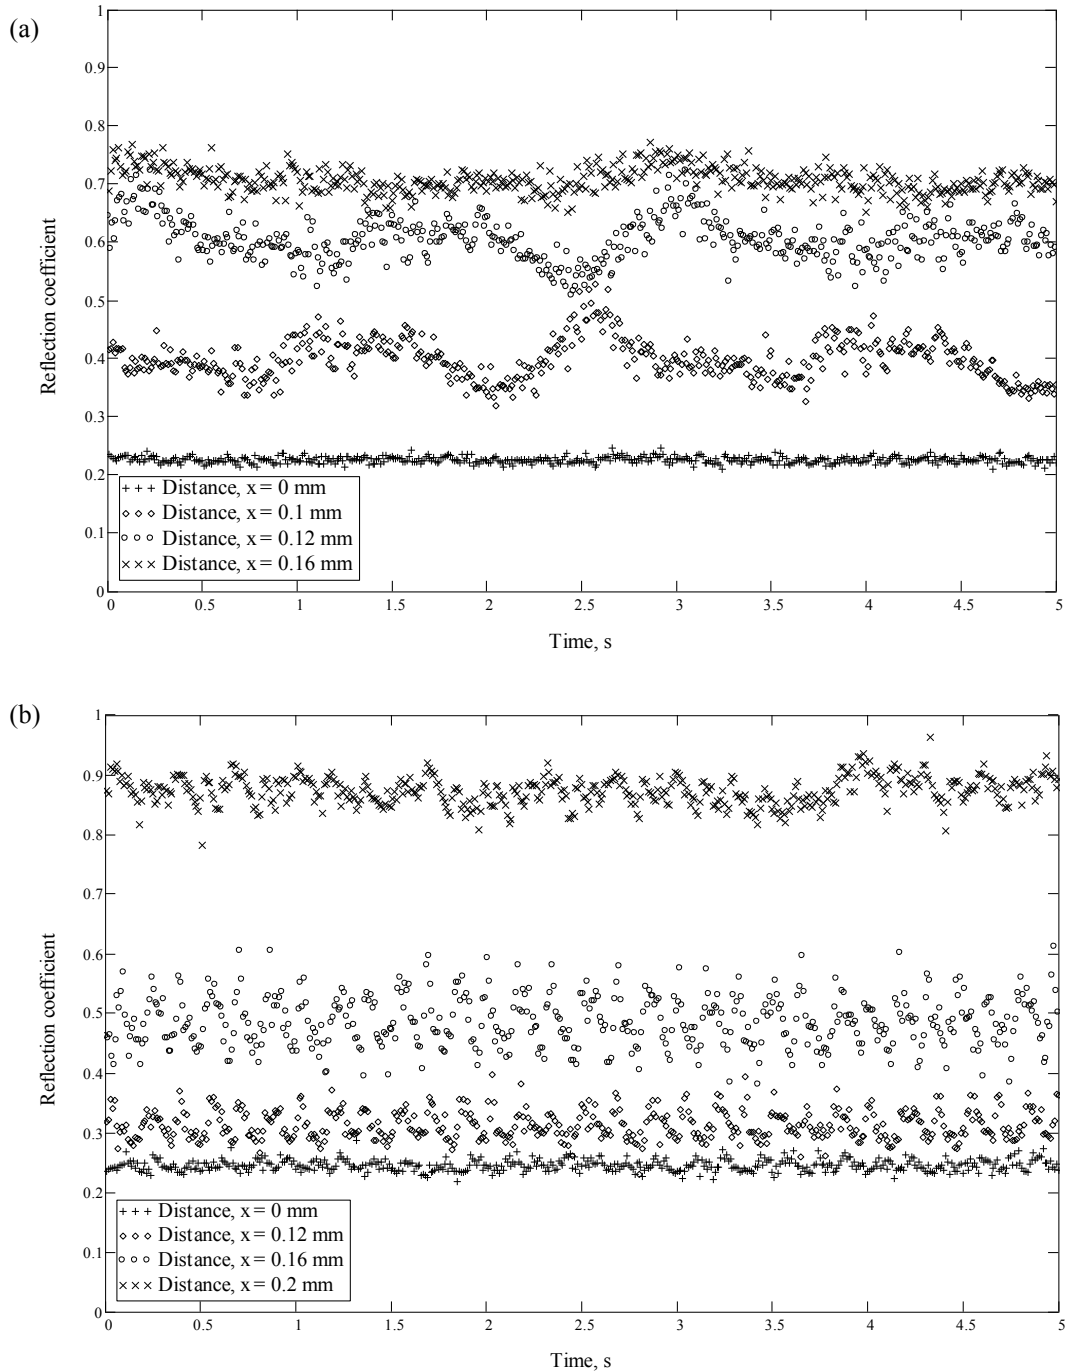 (a)
1
0.9
0.8
0.7
0.6
0.5
0.4
0.3
0.2
0.1
0
Reflection coefficient
+++ Distance, x = 0 mm
◇◇◇ Distance, x = 0.1 mm
○○○ Distance, x = 0.12 mm
××× Distance, x = 0.16 mm
0 0.5 1 1.5 2 2.5 3 3.5 4 4.5 5
Time, s
(b)
1
0.9
0.8
0.7
0.6
0.5
0.4
0.3
0.2
0.1
0
Reflection coefficient
+++ Distance, x = 0 mm
◇◇◇ Distance, x = 0.12 mm
○○○ Distance, x = 0.16 mm
××× Distance, x = 0.2 mm
0 0.5 1 1.5 2 2.5 3 3.5 4 4.5 5
Time, s